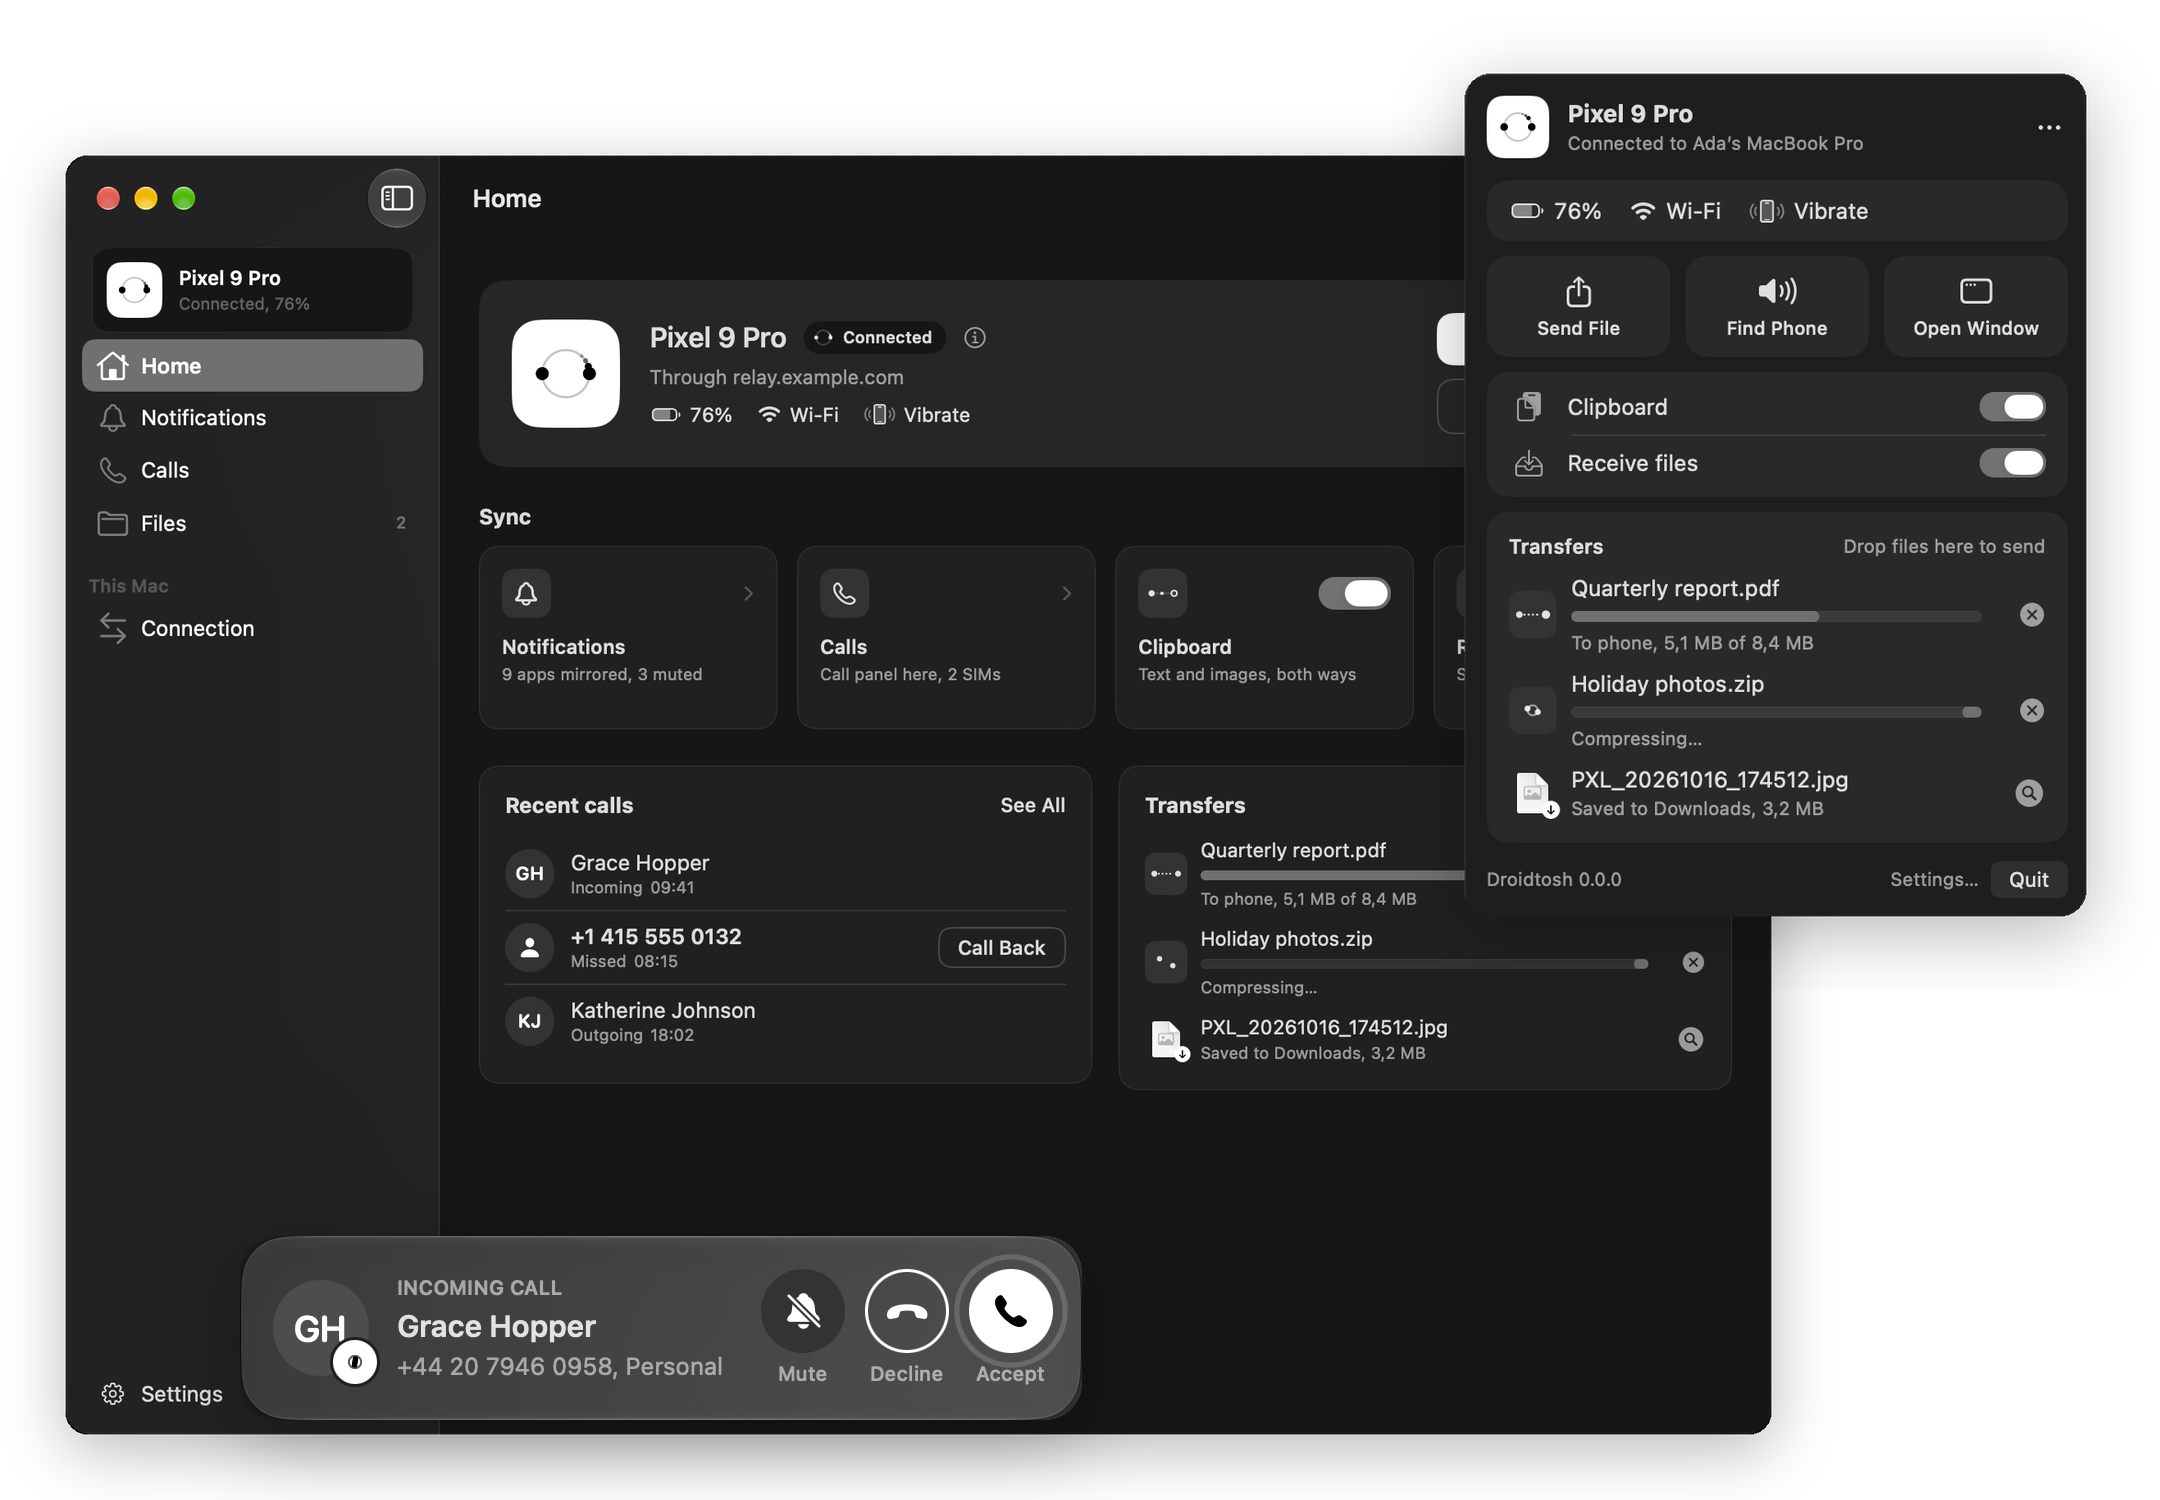 Home
Pixel 9 Pro
Connected, 76%
Home
Notifications
Calls
Files
2
This Mac
Connection
Settings
Pixel 9 Pro
Connected
Through relay.example.com
76%
Wi-Fi
Vibrate
Sync
Notifications
9 apps mirrored, 3 muted
Calls
Call panel here, 2 SIMs
Clipboard
Text and images, both ways
Recent calls
See All
GH
Grace Hopper
Incoming 09:41
+1 415 555 0132
Missed 08:15
Call Back
KJ
Katherine Johnson
Outgoing 18:02
Transfers
Quarterly report.pdf
To phone, 5,1 MB of 8,4 MB
Holiday photos.zip
Compressing...
PXL_20261016_174512.jpg
Saved to Downloads, 3,2 MB
Pixel 9 Pro
Connected to Ada's MacBook Pro
76%
Wi-Fi
Vibrate
Send File
Find Phone
Open Window
Clipboard
Receive files
Transfers
Drop files here to send
Quarterly report.pdf
To phone, 5,1 MB of 8,4 MB
Holiday photos.zip
Compressing...
PXL_20261016_174512.jpg
Saved to Downloads, 3,2 MB
Droidtosh 0.0.0
Settings...
Quit
GH
INCOMING CALL
Grace Hopper
+44 20 7946 0958, Personal
Mute
Decline
Accept